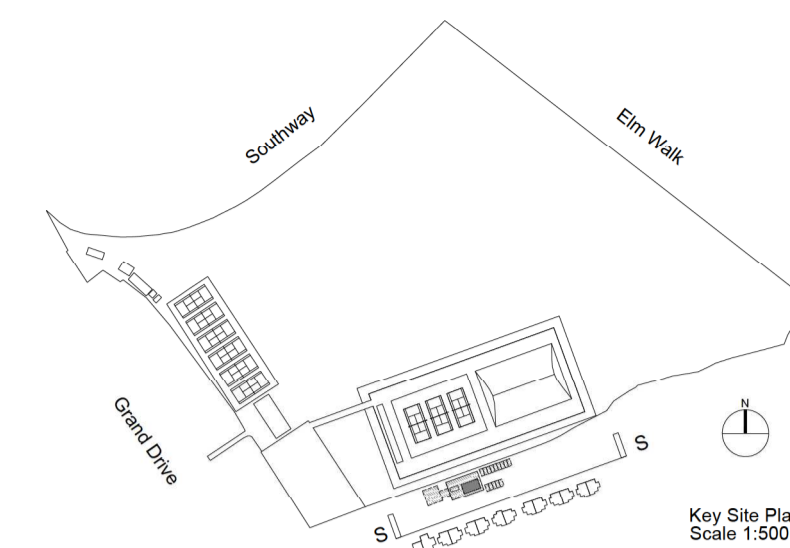 Southway
Elm Walk
Grand Drive
N
S
S
Key Site Pla
Scale 1:500